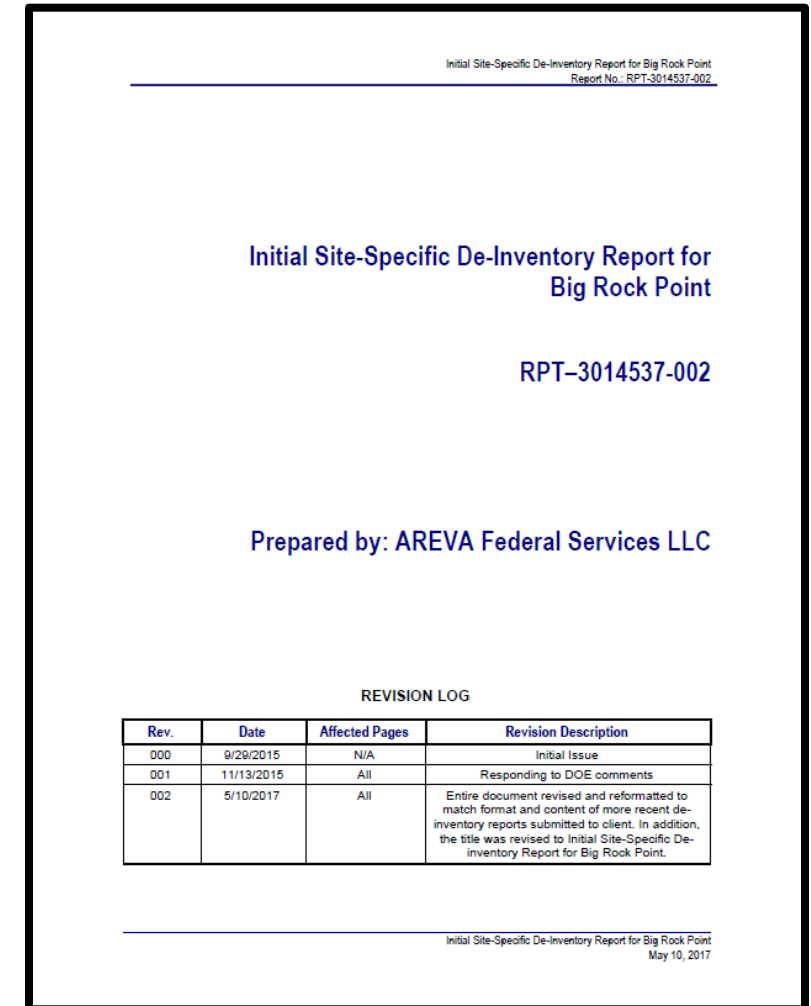 Initial Site-Specific De-Inventory Report for Big Rock Point
Report No.: RPT-3014537-002
Initial Site-Specific De-Inventory Report for
Big Rock Point
RPT–3014537-002
Prepared by: AREVA Federal Services LLC
REVISION LOG
Rev. Date Affected Pages Revision Description
000 9/29/2015 N/A Initial Issue
001 11/13/2015 All Responding to DOE comments
002 5/10/2017 All Entire document revised and reformatted to
match format and content of more recent de-
inventory reports submitted to client. In addition,
the title was revised to Initial Site-Specific De-
inventory Report for Big Rock Point.
Initial Site-Specific De-Inventory Report for Big Rock Point
May 10, 2017